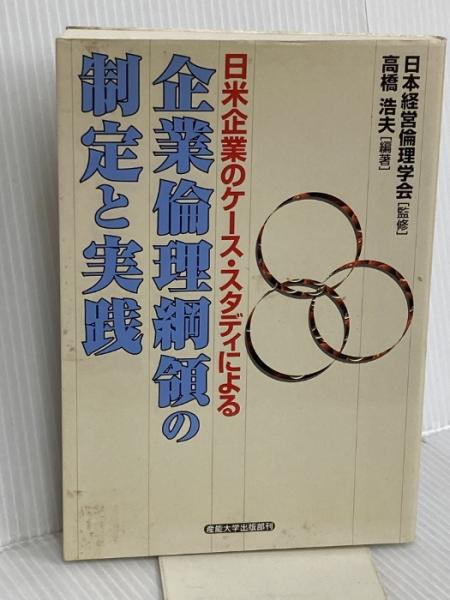 日本経営倫理学会[監修]
高橋 浩夫[編著]
日米企業のケース・スタディによる
企業倫理綱領の
制定と実践
産能大学出版部刊